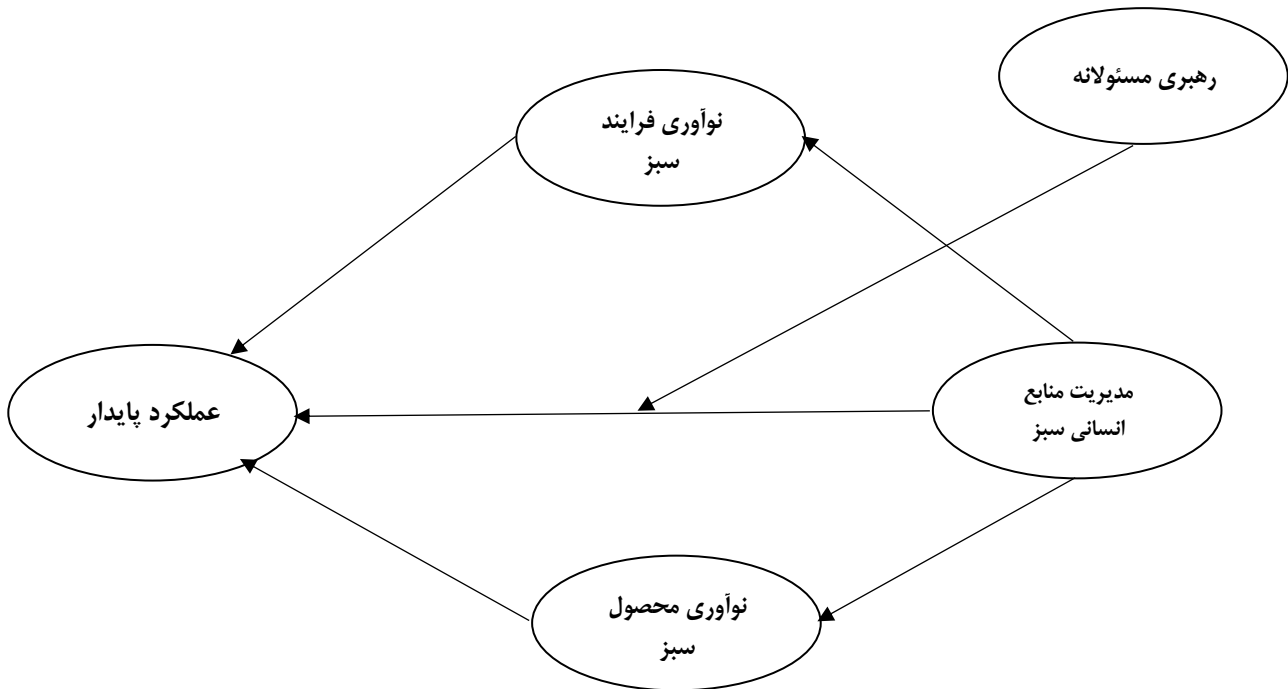 رهبری مسئولانه
نوآوری فرایند
سبز
مدیریت منابع
انسانی سبز
عملکرد پایدار
نوآوری محصول
سبز